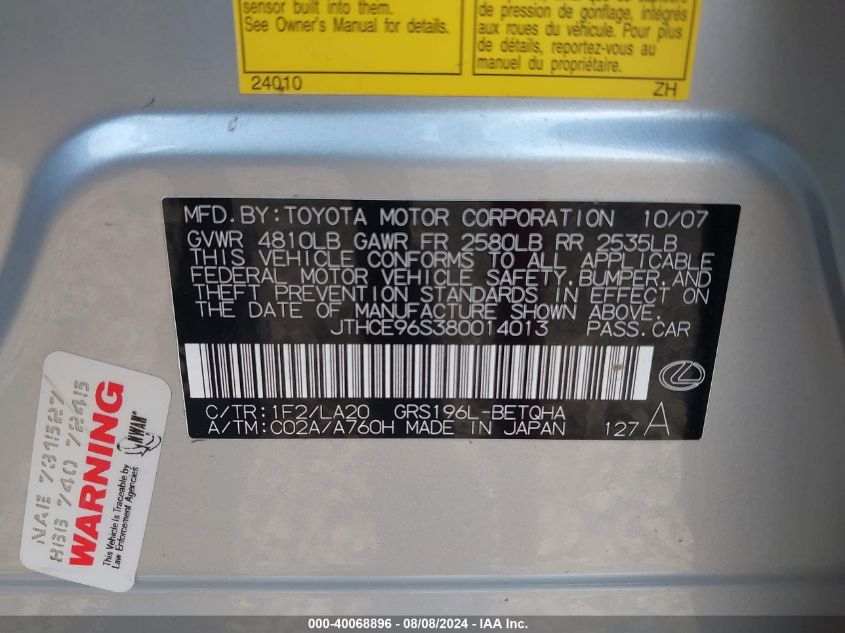 sensor built into them.
See Owner's Manual for details.
24010
de pression de gonflage, intégrés
aux roues du véhicule. Pour plus
de détails, reportez-vous au
manuel du propriétaire.
ZH
MFD. BY: TOYOTA MOTOR CORPORATION 10/07
GVWR 4810LB GAWR FR 2580LB RR 2535LB
THIS VEHICLE CONFORMS TO ALL APPLICABLE
FEDERAL MOTOR VEHICLE SAFETY, BUMPER, AND
THEFT PREVENTION STANDARDS IN EFFECT ON
THE DATE OF MANUFACTURE SHOWN ABOVE.
JTHCE96S380014013 PASS. CAR
C/TR: 1F2/LA20 GRS196L-BETQHA
A/TM: C02A/A760H MADE IN JAPAN 127 A
NAE 731527/
866 740 7245
WARNING
This Vehicle is Traceable by
Law Enforcement Agencies
NWAN
000-40068896 - 08/08/2024 - IAA Inc.